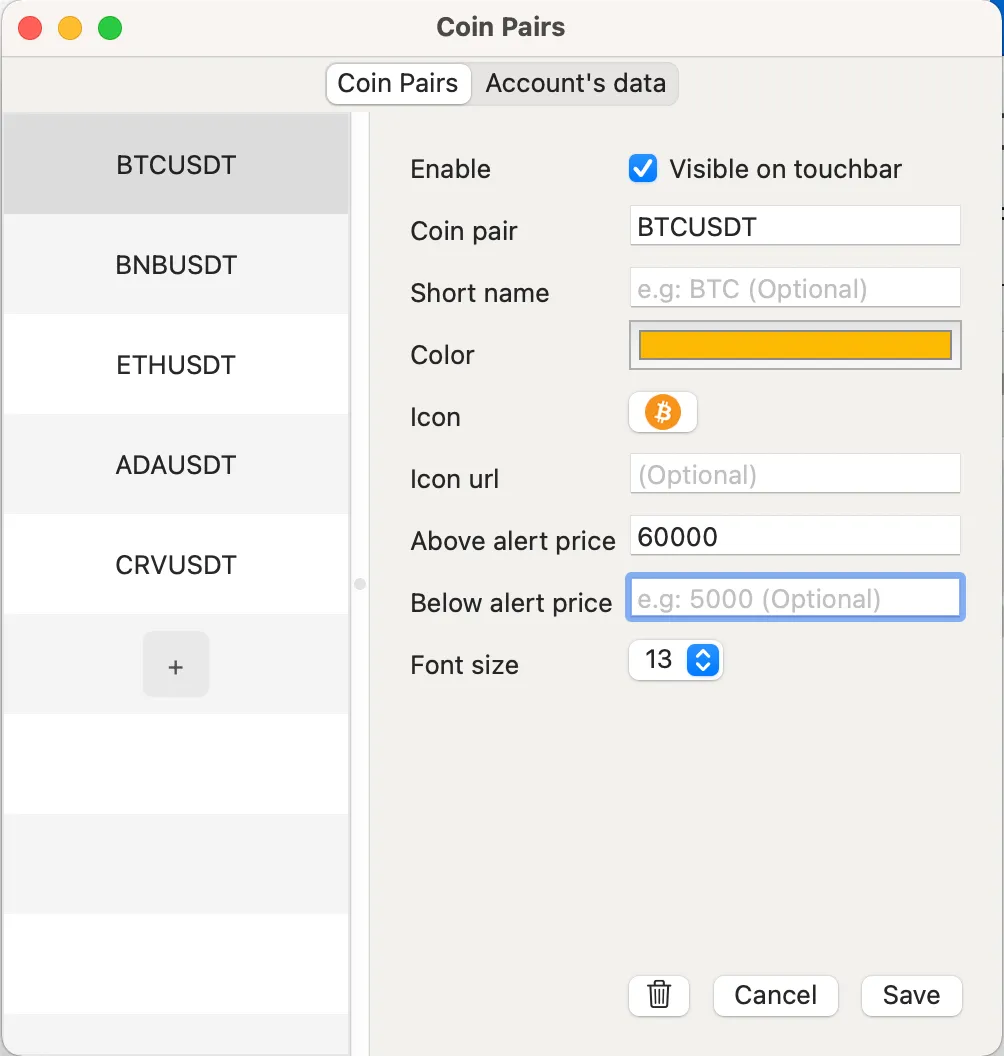 Coin Pairs
Coin Pairs Account's data
BTCUSDT
BNBUSDT
ETHUSDT
ADAUSDT
CRVUSDT
+
Enable Visible on touchbar
Coin pair BTCUSDT
Short name e.g: BTC (Optional)
Color
Icon
Icon url (Optional)
Above alert price 60000
Below alert price e.g: 5000 (Optional)
Font size 13
Cancel Save